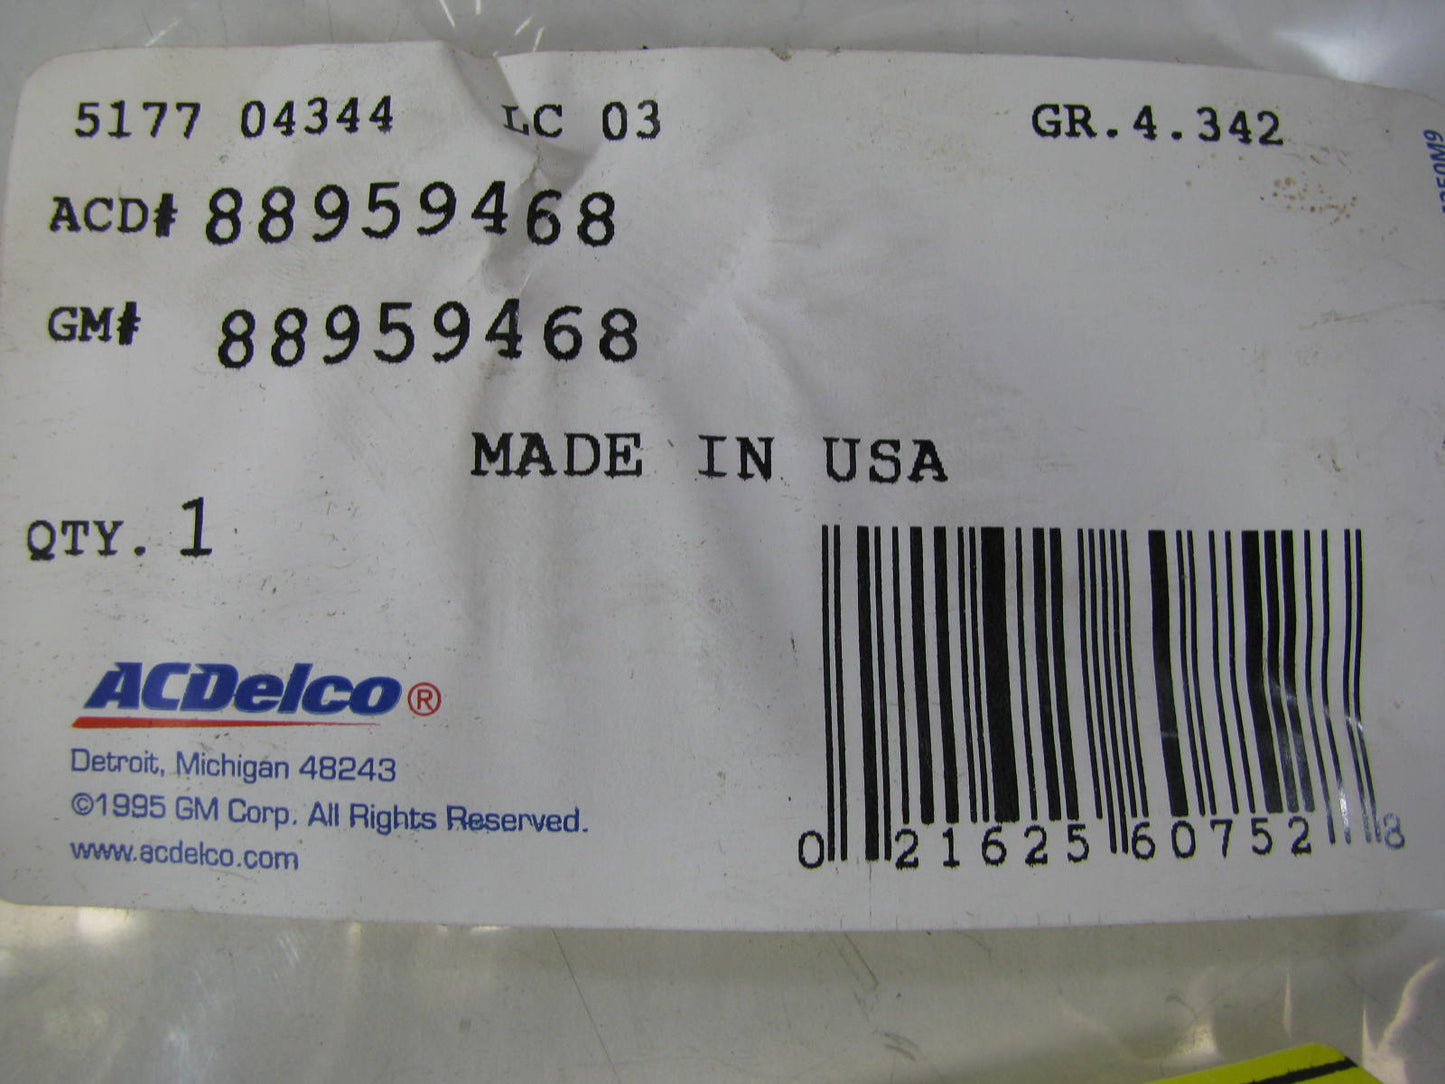 5177 04344 LC 03 GR.4.342
ACD# 88959468
GM# 88959468
MADE IN USA
QTY. 1
ACDelco®
Detroit, Michigan 48243
©1995 GM Corp. All Rights Reserved.
www.acdelco.com
0 21625 60752 8